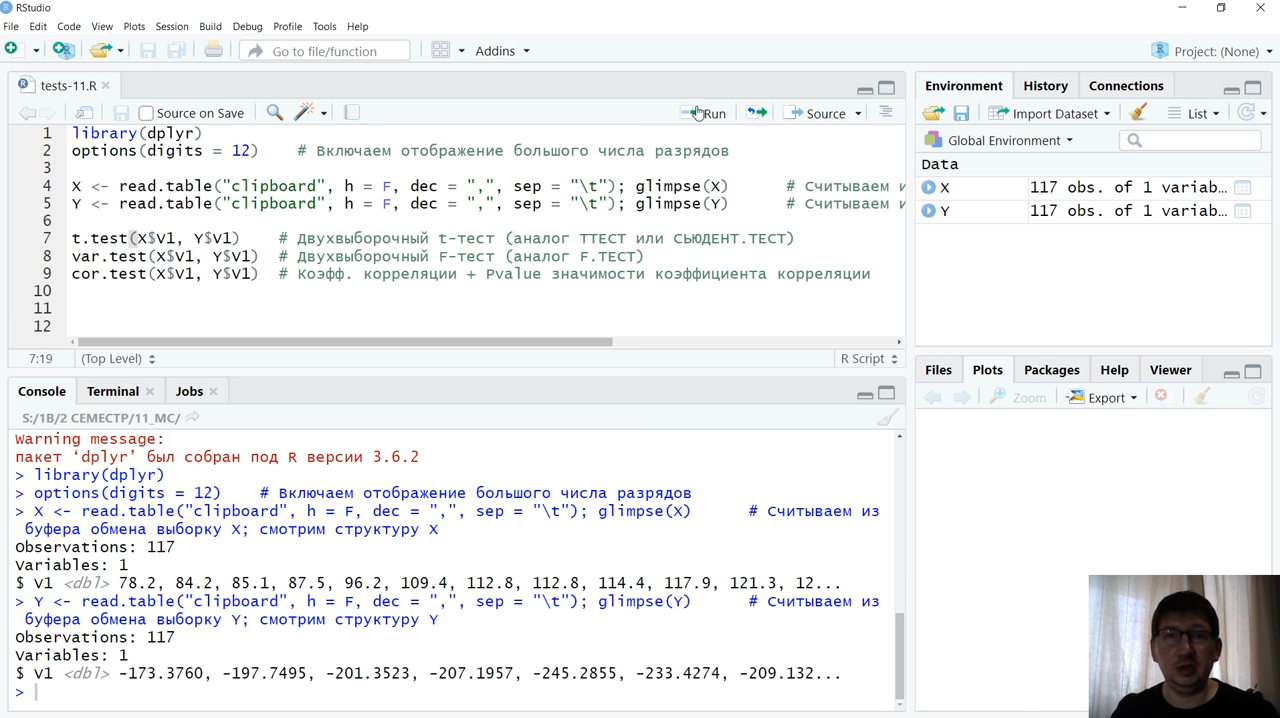 RStudio
File Edit Code View Plots Session Build Debug Profile Tools Help
Go to file/function Addins Project: (None)
tests-11.R
Source on Save Run Source
1 library(dplyr)
2 options(digits = 12) # Включаем отображение большого числа разрядов
3
4 X <- read.table("clipboard", h = F, dec = ",", sep = "\t"); glimpse(X) # Считываем и
5 Y <- read.table("clipboard", h = F, dec = ",", sep = "\t"); glimpse(Y) # Считываем и
6
7 t.test(X$V1, Y$V1) # Двухвыборочный t-тест (аналог ТТЕСТ или СЬЮДЕНТ.ТЕСТ)
8 var.test(X$V1, Y$V1) # Двухвыборочный F-тест (аналог F.ТЕСТ)
9 cor.test(X$V1, Y$V1) # Коэфф. корреляции + Pvalue значимости коэффициента корреляции
10
11
12
7:19 (Top Level) R Script
Console Terminal Jobs
S:/1B/2 СЕМЕСТР/11_МС/
Warning message:
пакет ‘dplyr’ был собран под R версии 3.6.2
> library(dplyr)
> options(digits = 12) # Включаем отображение большого числа разрядов
> X <- read.table("clipboard", h = F, dec = ",", sep = "\t"); glimpse(X) # Считываем из
буфера обмена выборку X; смотрим структуру X
Observations: 117
Variables: 1
$ V1 <dbl> 78.2, 84.2, 85.1, 87.5, 96.2, 109.4, 112.8, 112.8, 114.4, 117.9, 121.3, 12...
> Y <- read.table("clipboard", h = F, dec = ",", sep = "\t"); glimpse(Y) # Считываем из
буфера обмена выборку Y; смотрим структуру Y
Observations: 117
Variables: 1
$ V1 <dbl> -173.3760, -197.7495, -201.3523, -207.1957, -245.2855, -233.4274, -209.132...
>
Environment History Connections
Import Dataset List
Global Environment
Data
X 117 obs. of 1 variab...
Y 117 obs. of 1 variab...
Files Plots Packages Help Viewer
Zoom Export